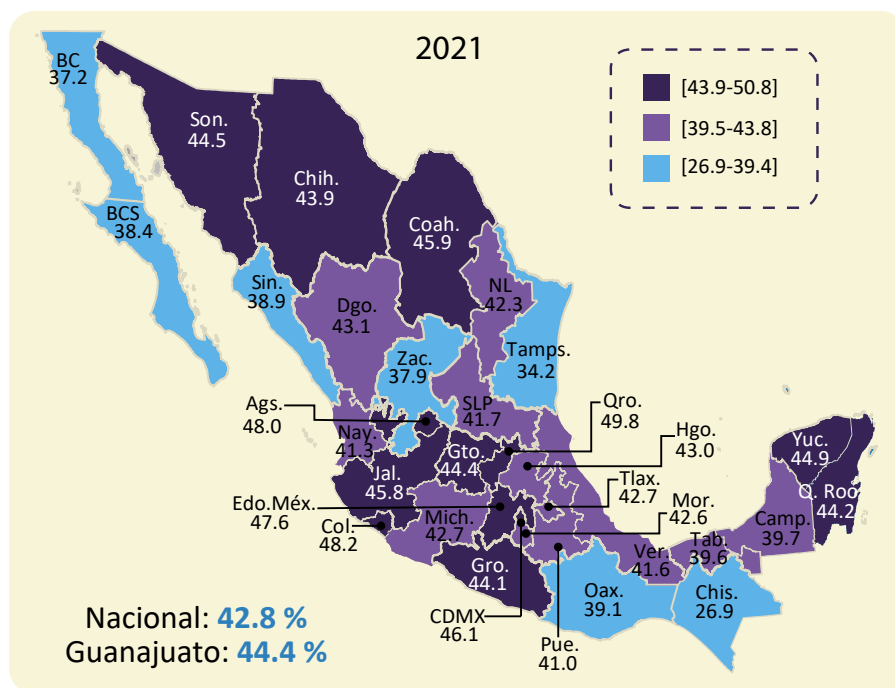 2021
[43.9-50.8]
[39.5-43.8]
[26.9-39.4]
BC
37.2
Son.
44.5
Chih.
43.9
BCS
38.4
Coah.
45.9
Sin.
38.9
NL
42.3
Dgo.
43.1
Zac.
37.9
Tamps.
34.2
Ags.
48.0
SLP
41.7
Qro.
49.8
Nay.
41.3
Gto.
44.4
Hgo.
43.0
Yuc.
44.9
Jal.
45.8
Tlax.
42.7
Q. Roo
44.2
Edo.Méx.
47.6
Mich.
42.7
Mor.
42.6
Camp.
39.7
Col.
48.2
Ver.
41.6
Tab.
39.6
Gro.
44.1
Oax.
39.1
Chis.
26.9
CDMX
46.1
Pue.
41.0
Nacional: 42.8 %
Guanajuato: 44.4 %